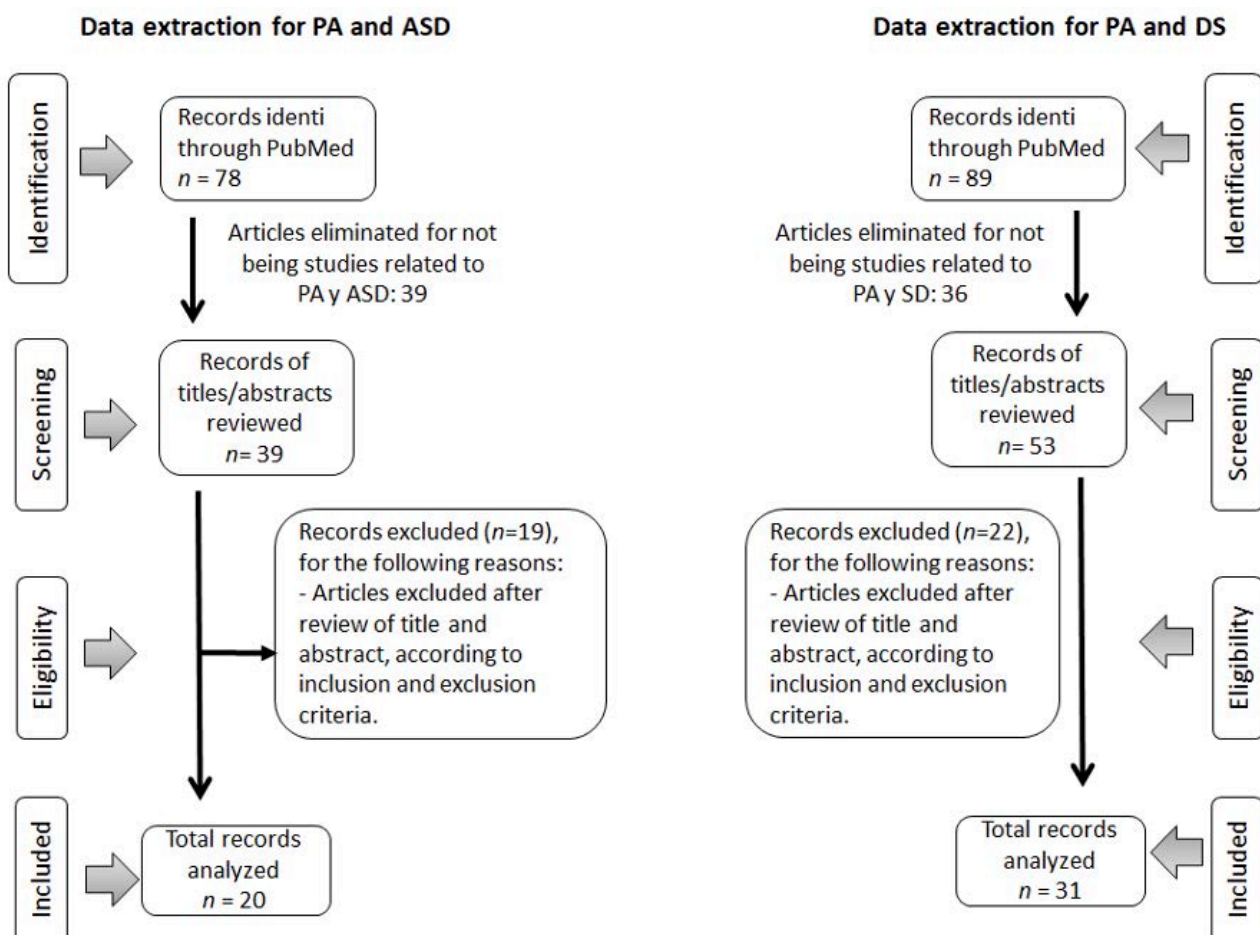 Data extraction for PA and ASD
Identification
Records identi
through PubMed
n = 78
Articles eliminated for not
being studies related to
PA y ASD: 39
Screening
Records of
titles/abstracts
reviewed
n= 39
Eligibility
Records excluded (n=19),
for the following reasons:
- Articles excluded after
review of title and
abstract, according to
inclusion and exclusion
criteria.
Included
Total records
analyzed
n = 20
Data extraction for PA and DS
Records identi
through PubMed
n = 89
Identification
Articles eliminated for not
being studies related to
PA y SD: 36
Records of
titles/abstracts
reviewed
n= 53
Screening
Records excluded (n=22),
for the following reasons:
- Articles excluded after
review of title and
abstract, according to
inclusion and exclusion
criteria.
Eligibility
Total records
analyzed
n = 31
Included